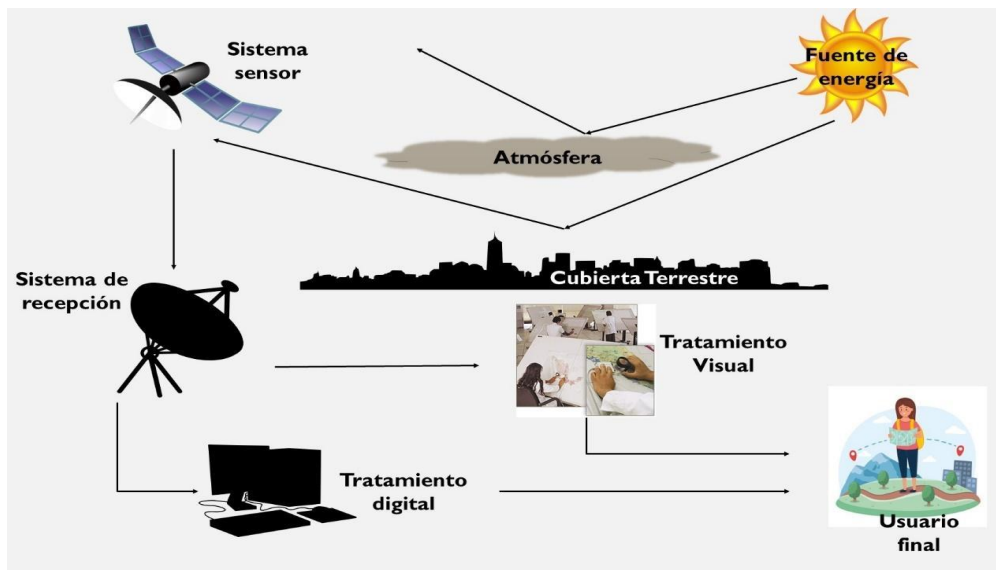 Sistema
sensor
Fuente de
energía
Atmósfera
Cubierta Terrestre
Sistema de
recepción
Tratamiento
Visual
Tratamiento
digital
Usuario
final